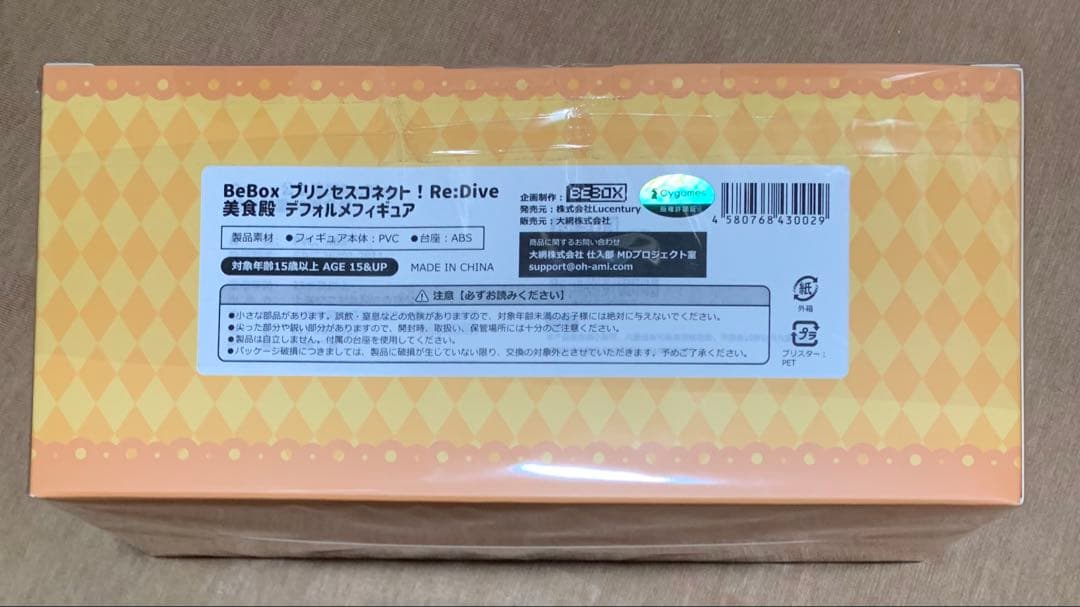 BeBox プリンセスコネクト！Re:Dive
美食殿 デフォルメフィギュア
製品素材 ●フィギュア本体：PVC ●台座：ABS
対象年齢15歳以上 AGE 15&UP
MADE IN CHINA
企画制作：BEBOX
発売元：株式会社Lucentury
販売元：大網株式会社
商品に関するお問い合わせ
大網株式会社 仕入部 MDプロジェクト室
support@oh-ami.com
Cygames
版権許諾証
4 580768 430029
⚠ 注意【必ずお読みください】
●小さな部品があります。誤飲・窒息などの危険がありますので、対象年齢未満のお子様には絶対に与えないでください。
●尖った部分や鋭い部分がありますので、開封時、取扱い、保管場所には十分のご注意ください。
●製品は自立しません。付属の台座を使用してください。
●パッケージ破損につきましては、製品に破損が生じていない限り、交換の対象外とさせていただきます。予めご了承ください。
紙
外箱
プラ
ブリスター：
PET